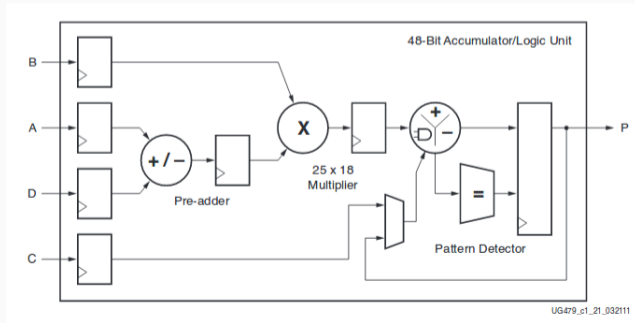 48-Bit Accumulator/Logic Unit
B
A
+/−
X
+
D −
P
25 x 18
Multiplier
D
Pre-adder
=
C
Pattern Detector
UG479_c1_21_032111